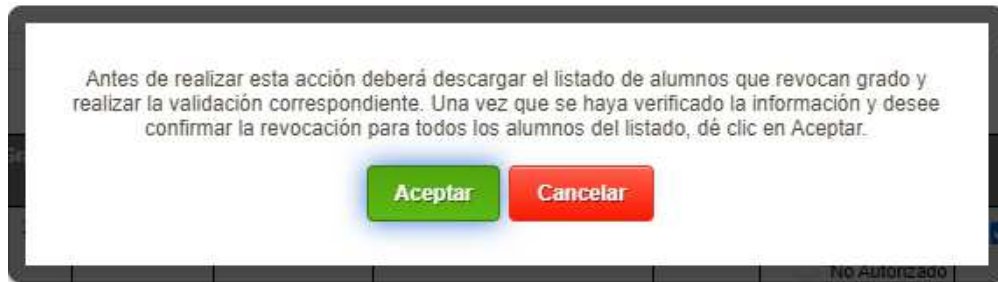 Antes de realizar esta acción deberá descargar el listado de alumnos que revocan grado y
realizar la validación correspondiente. Una vez que se haya verificado la información y desee
confirmar la revocación para todos los alumnos del listado, dé clic en Aceptar.
Aceptar Cancelar
No Autorizado